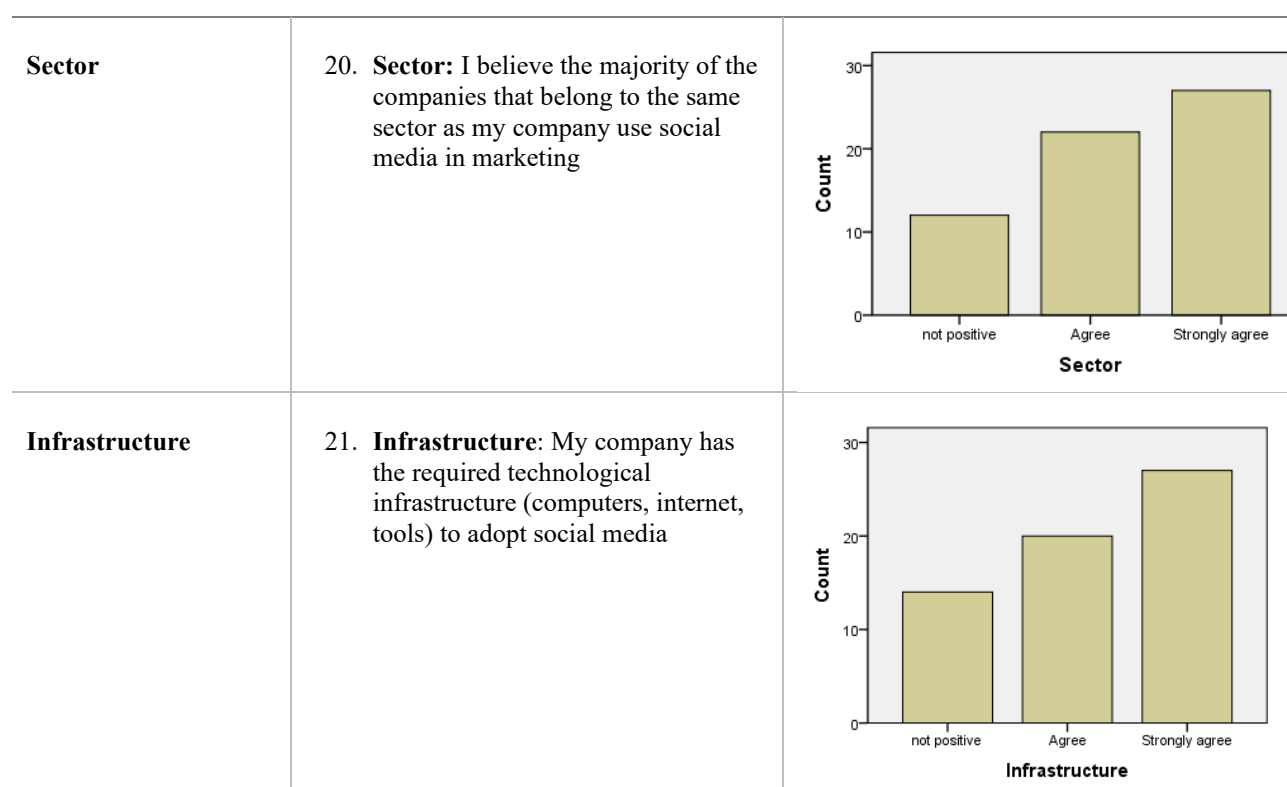 Sector
20. Sector: I believe the majority of the
companies that belong to the same
sector as my company use social
media in marketing
30
20
10
0
Count
not positive Agree Strongly agree
Sector
Infrastructure
21. Infrastructure: My company has
the required technological
infrastructure (computers, internet,
tools) to adopt social media
30
20
10
0
Count
not positive Agree Strongly agree
Infrastructure